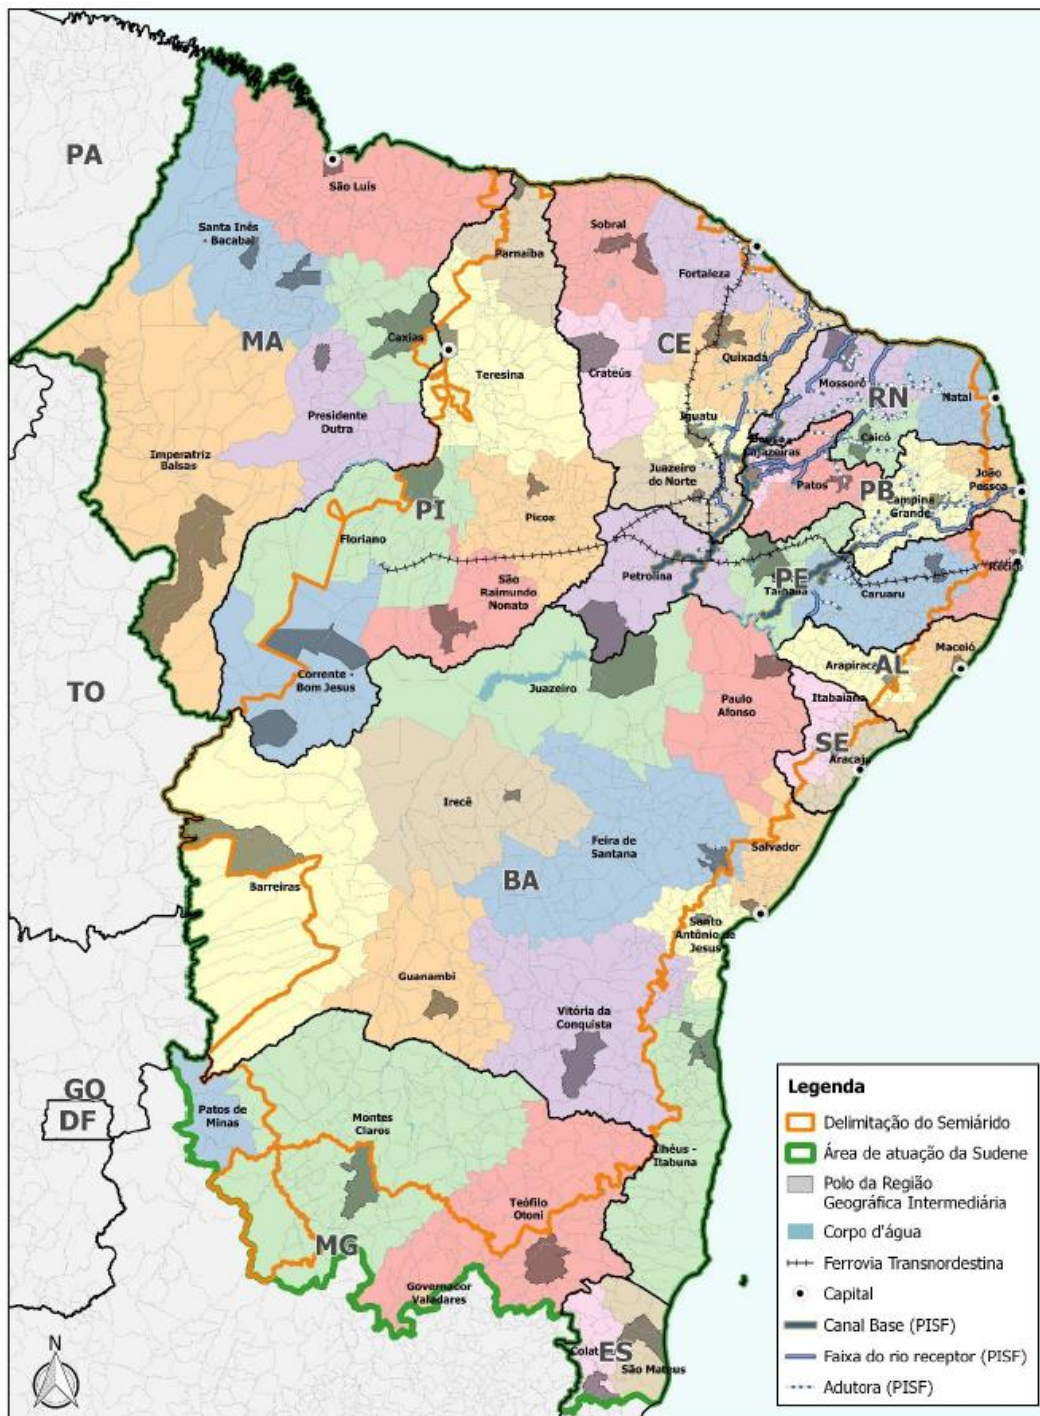 PA
São Luís
Santa Inês
- Bacabal
Parnaíba
Sobral
Fortaleza
MA
Caxias
Teresina
Crateús
CE
Quixadá
Mossoró
RN
Natal
Presidente
Dutra
Iguatu
Caicó
Cajazeiras
Imperatriz
Balsas
Juazeiro
do Norte
Patos
PB
Campina
Grande
João
Pessoa
PI
Picos
Floriano
São
Raimundo
Nonato
Petrolina
PE
Caruaru
Recife
TO
Corrente -
Bom Jesus
Juazeiro
Paulo
Afonso
Arapiraca
AL
Maceió
Itabaiana
SE
Aracaju
Irecê
Feira de
Santana
Salvador
BA
Barreiras
Santo
Antônio de
Jesus
Guanambi
Vitória da
Conquista
GO
DF
Patos de
Minas
Montes
Claros
Ilhéus -
Itabuna
Teófilo
Otoni
MG
Governador
Valadares
ES
São Mateus
N
Legenda
Delimitação do Semiárido
Área de atuação da Sudene
Polo da Região
Geográfica Intermediária
Corpo d'água
Ferrovia Transnordestina
Capital
Canal Base (PISF)
Faixa do rio receptor (PISF)
Adutora (PISF)